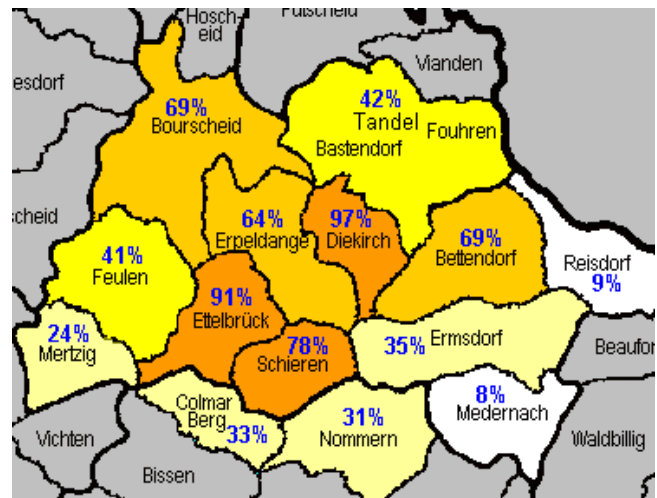 Hosch-
eid
Putscheid
Vianden
esdorf
69%
Bourscheid
42%
Tandel
Fouhren
Bastendorf
scheid
64%
Erpeldange
97%
Diekirch
69%
Bettendorf
Reisdorf
9%
41%
Feulen
91%
Ettelbrück
24%
Mertzig
78%
Schieren
35%
Ermsdorf
Beaufor
Colmar
Berg
33%
31%
Nommern
8%
Medernach
Vichten
Bissen
Waldbillig